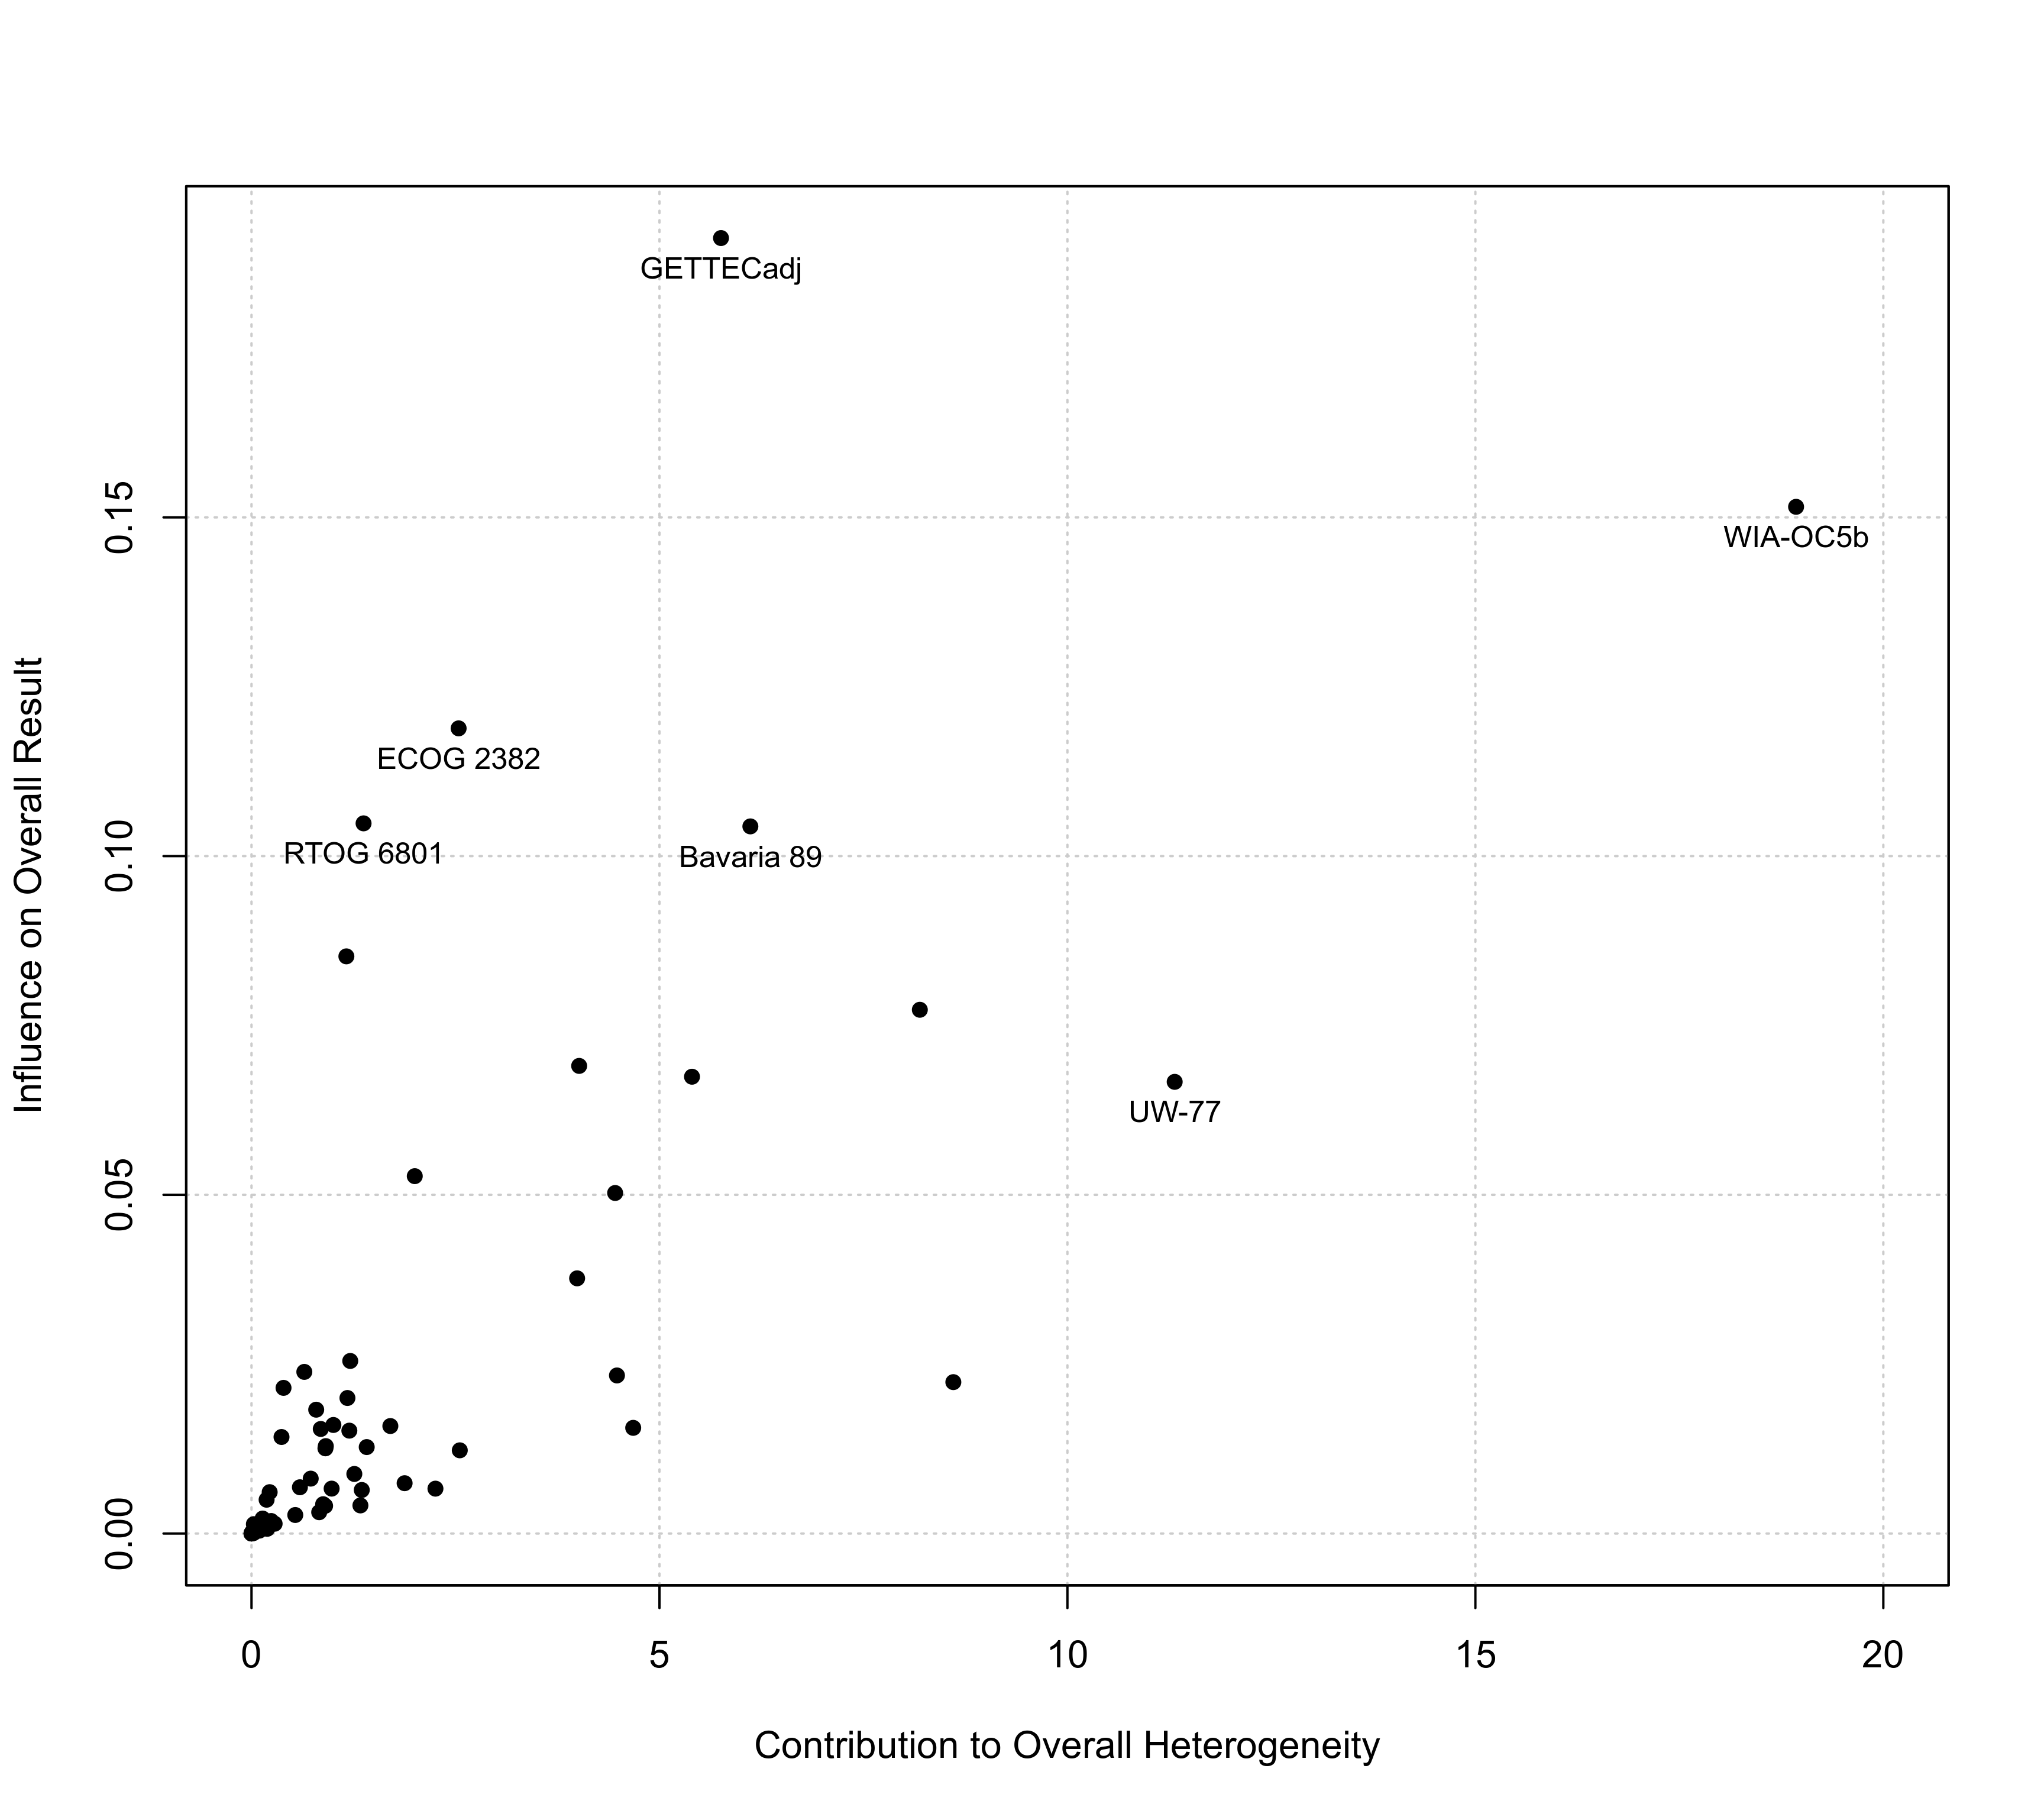 GETTECadj
WIA-OC5b
ECOG 2382
RTOG 6801
Bavaria 89
UW-77
Influence on Overall Result
0.15
0.10
0.05
0.00
0
5
10
15
20
Contribution to Overall Heterogeneity